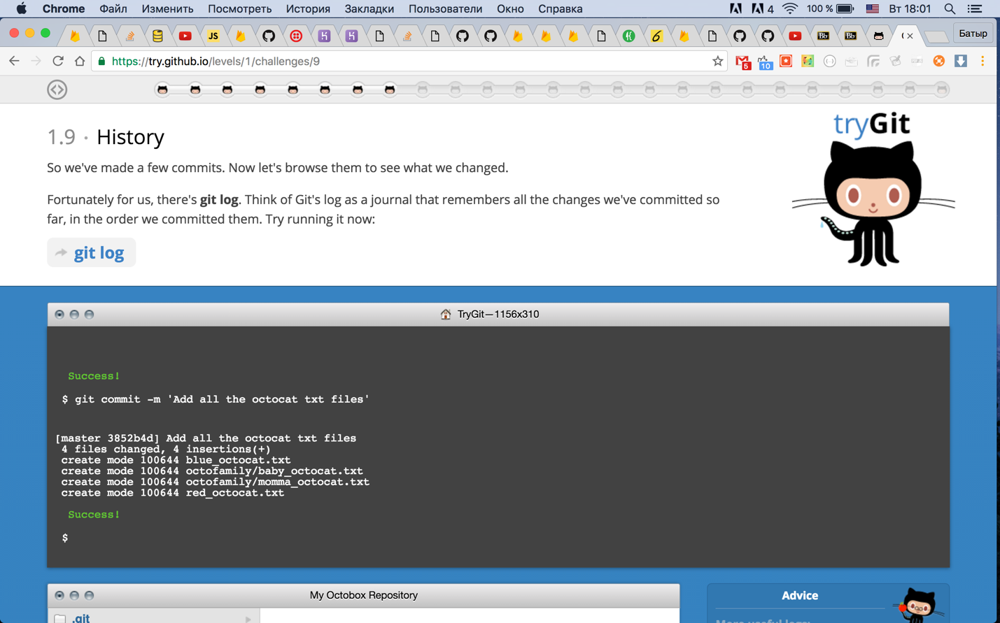 Chrome Файл Изменить Посмотреть История Закладки Пользователи Окно Справка 4 100 % Вт 18:01
JS Bb Bb Батыр
https://try.github.io/levels/1/challenges/9 5 10
1.9 · History
tryGit
So we've made a few commits. Now let's browse them to see what we changed.
Fortunately for us, there's git log. Think of Git's log as a journal that remembers all the changes we've committed so
far, in the order we committed them. Try running it now:
git log
TryGit—1156x310
Success!
$ git commit -m 'Add all the octocat txt files'
[master 3852b4d] Add all the octocat txt files
4 files changed, 4 insertions(+)
create mode 100644 blue_octocat.txt
create mode 100644 octofamily/baby_octocat.txt
create mode 100644 octofamily/momma_octocat.txt
create mode 100644 red_octocat.txt
Success!
$
My Octobox Repository
Advice
.git